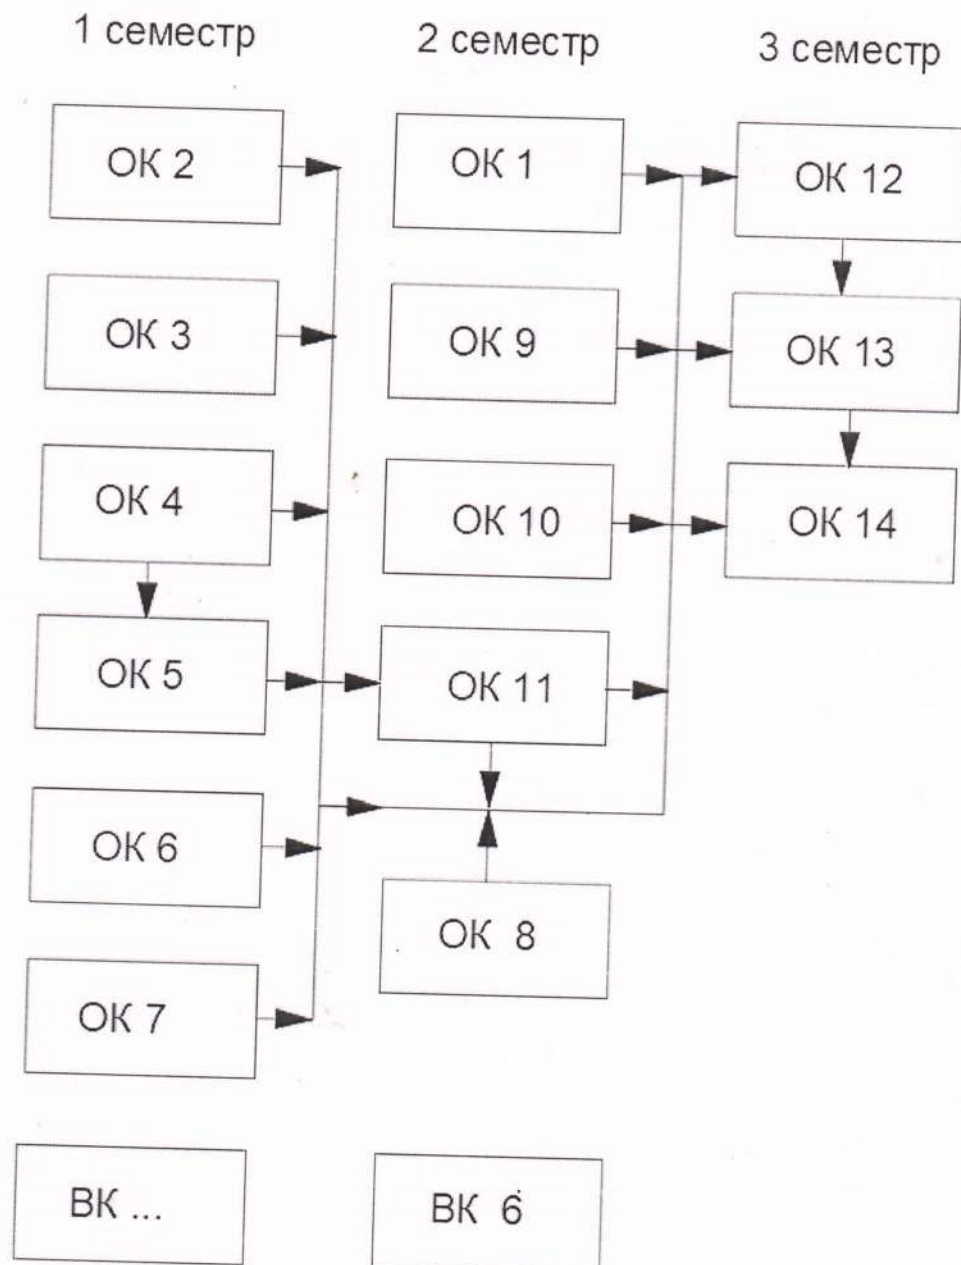 1 семестр
2 семестр
3 семестр
ОК 2
ОК 1
ОК 12
ОК 3
ОК 9
ОК 13
ОК 4
ОК 10
ОК 14
ОК 5
ОК 11
ОК 6
ОК 8
ОК 7
ВК ...
ВК 6